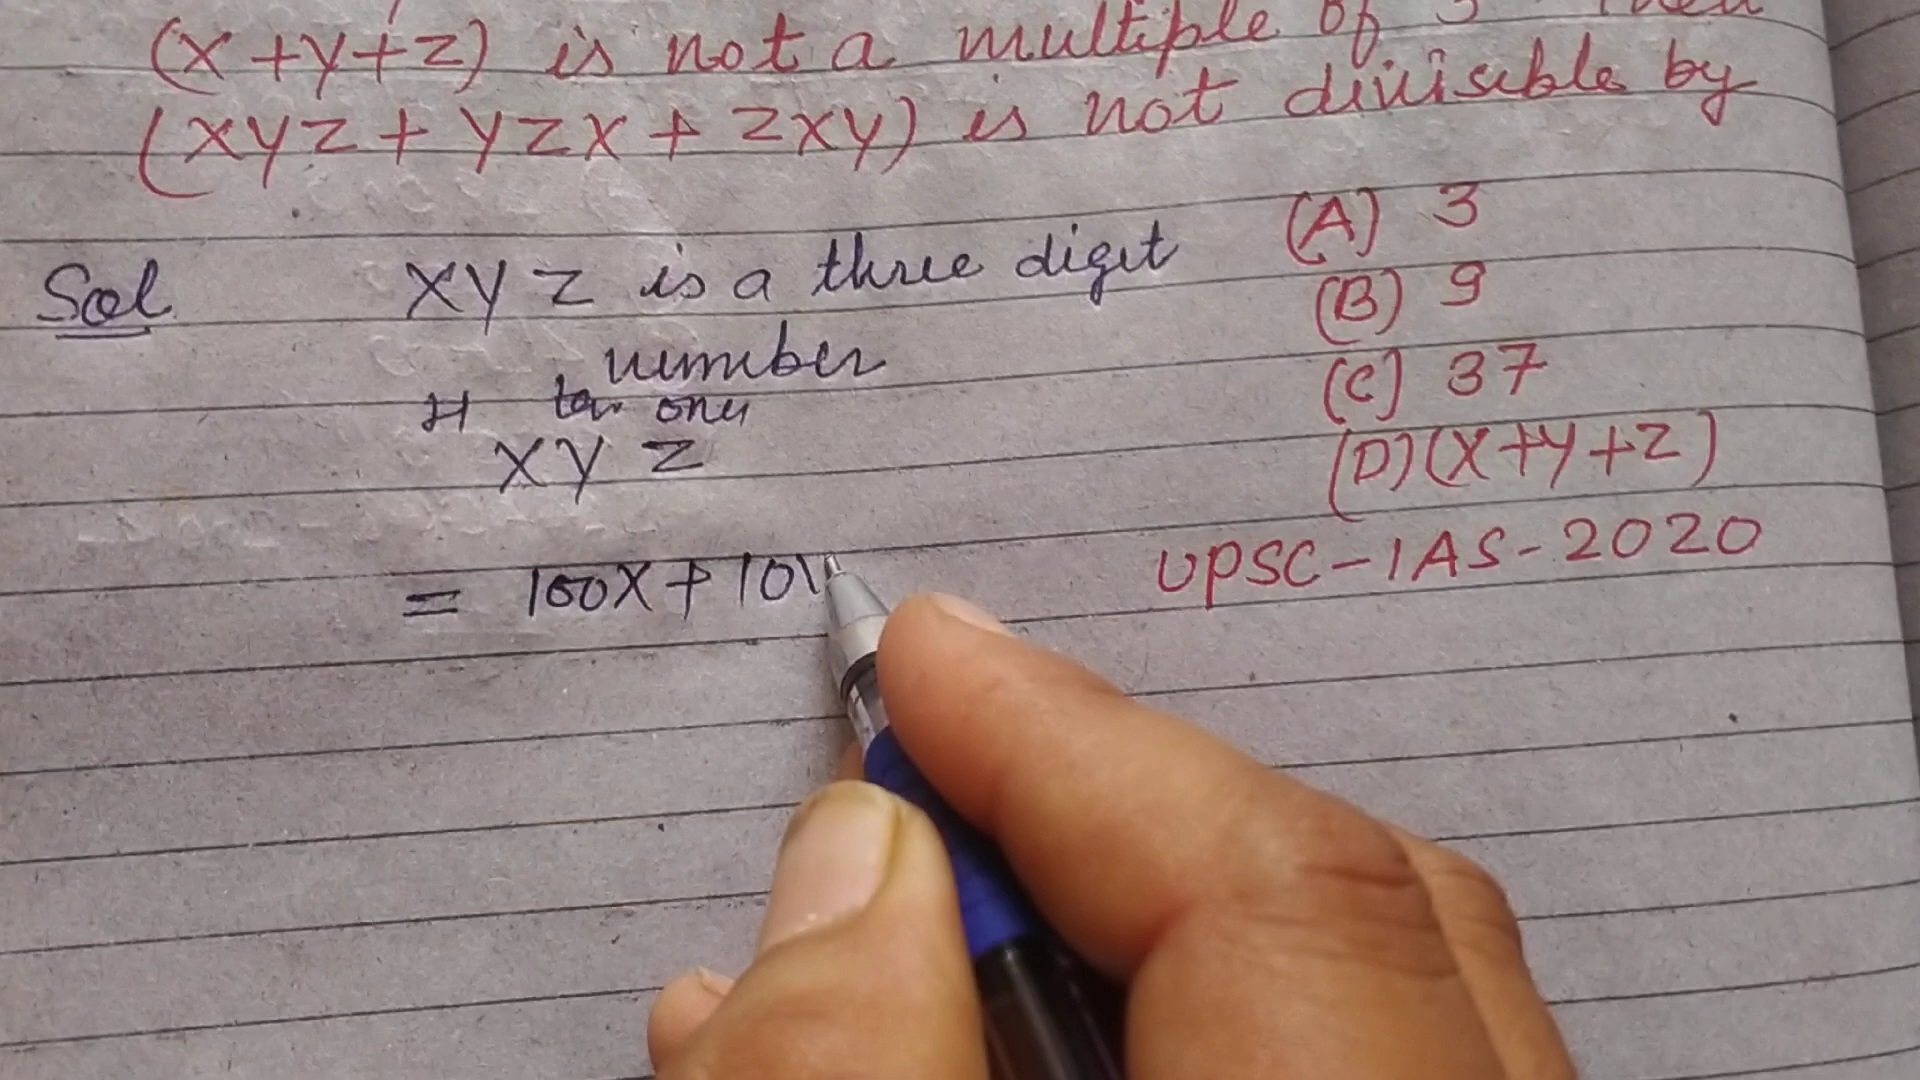 (x+y+z) is not a multiple of
(xyz + yzx + zxy) is not divisible by
(A) 3
Sol. xyz is a three digit
(B) 9
number
(C) 37
H ones
xyz
(D) (x+y+z)
= 100x + 10
UPSC-IAS-2020